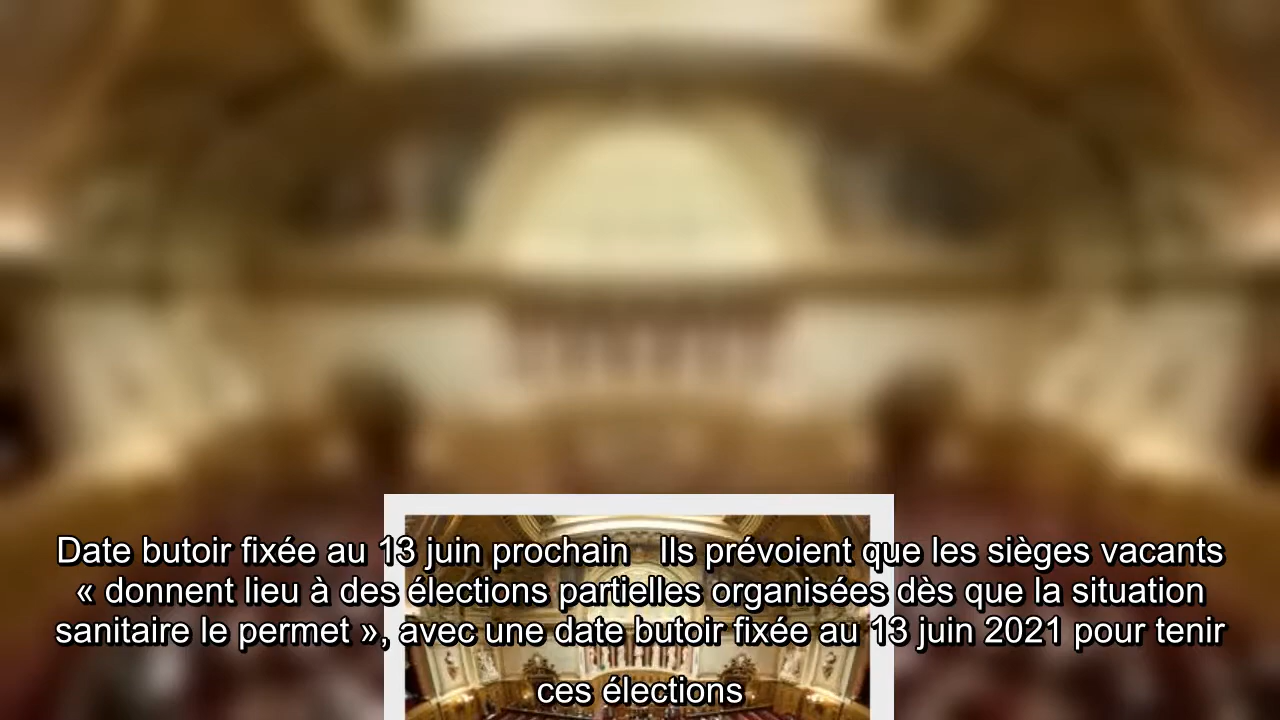 Date butoir fixée au 13 juin prochain   Ils prévoient que les sièges vacants
« donnent lieu à des élections partielles organisées dès que la situation
sanitaire le permet », avec une date butoir fixée au 13 juin 2021 pour tenir
ces élections